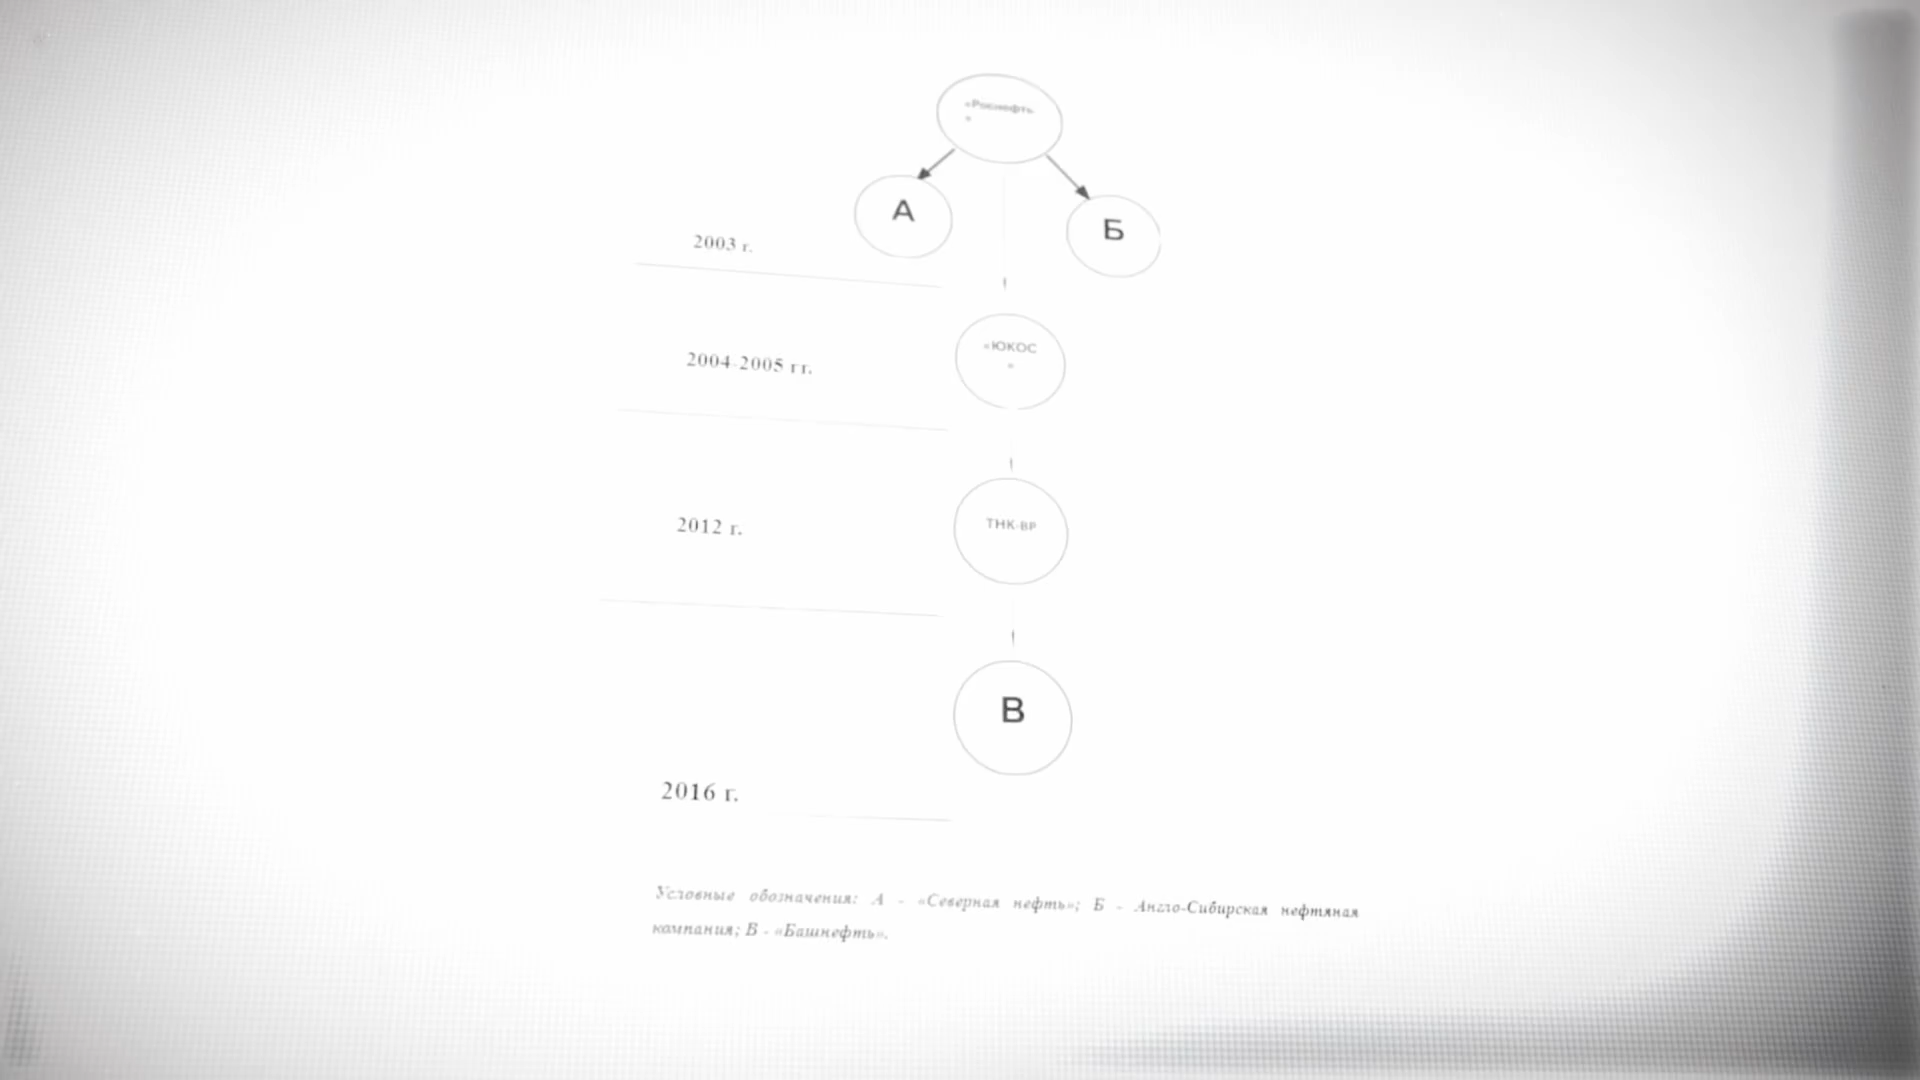 «Роснефть
»
А
Б
2003 г.
«ЮКОС
»
2004-2005 гг.
ТНК-ВР
2012 г.
В
2016 г.
Условные обозначения: А - «Северная нефть»; Б - Англо-Сибирская нефтяная
компания; В - «Башнефть».